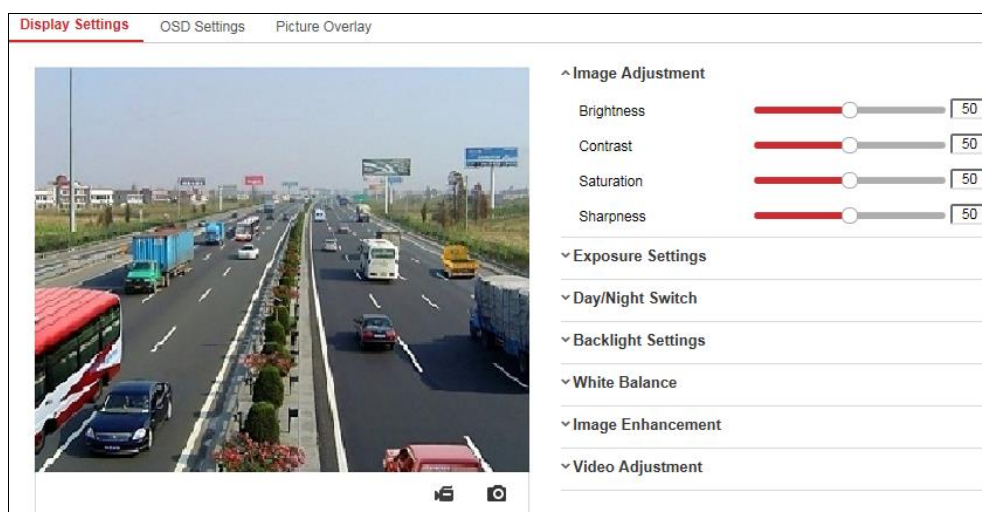 Display Settings OSD Settings Picture Overlay
Image Adjustment
Brightness 50
Contrast 50
Saturation 50
Sharpness 50
Exposure Settings
Day/Night Switch
Backlight Settings
White Balance
Image Enhancement
Video Adjustment